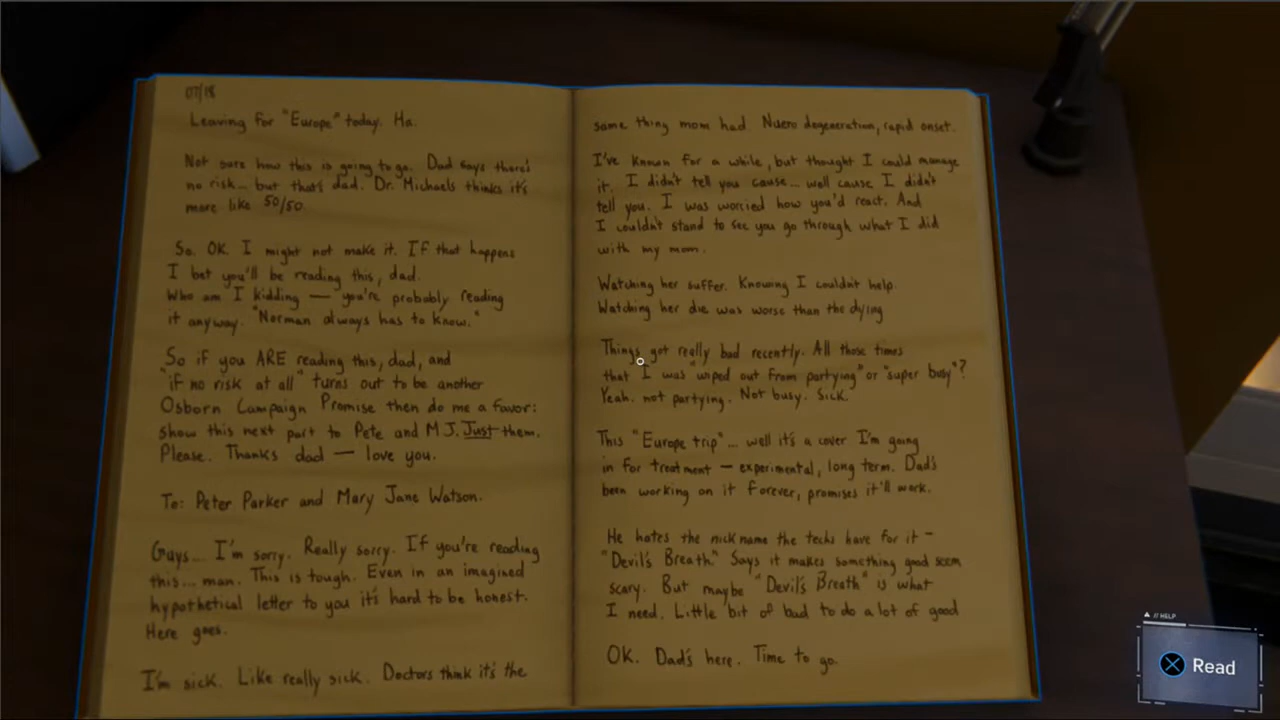 07/18
Leaving for "Europe" today. Ha.
Not sure how this is going to go. Dad says there's
no risk... but that's dad. Dr. Michaels thinks it's
more like 50/50.
So. OK. I might not make it. If that happens
I bet you'll be reading this, dad.
Who am I kidding — you're probably reading
it anyway. "Norman always has to know."
So if you ARE reading this, dad, and
"if no risk at all" turns out to be another
Osborn Campaign Promise then do me a favor:
show this next part to Pete and MJ. Just them.
Please. Thanks dad — love you.
To: Peter Parker and Mary Jane Watson.
Guys... I'm sorry. Really sorry. If you're reading
this... man. This is tough. Even in an imagined
hypothetical letter to you it's hard to be honest.
Here goes.
I'm sick. Like really sick. Doctors think it's the
same thing mom had. Nuero degeneration, rapid onset.
I've known for a while, but thought I could manage
it. I didn't tell you cause... well cause I didn't
tell you. I was worried how you'd react. And
I couldn't stand to see you go through what I did
with my mom.
Watching her suffer. Knowing I couldn't help.
Watching her die was worse than the dying
Things got really bad recently. All those times
that I was "wiped out from partying" or "super busy"?
Yeah. not partying. Not busy. Sick.
This "Europe trip"... well it's a cover I'm going
in for treatment — experimental, long term. Dad's
been working on it forever, promises it'll work.
He hates the nickname the techs have for it -
"Devil's Breath." Says it makes something good seem
scary. But maybe "Devil's Breath" is what
I need. Little bit of bad to do a lot of good
OK. Dad's here. Time to go.
// HELP
Read